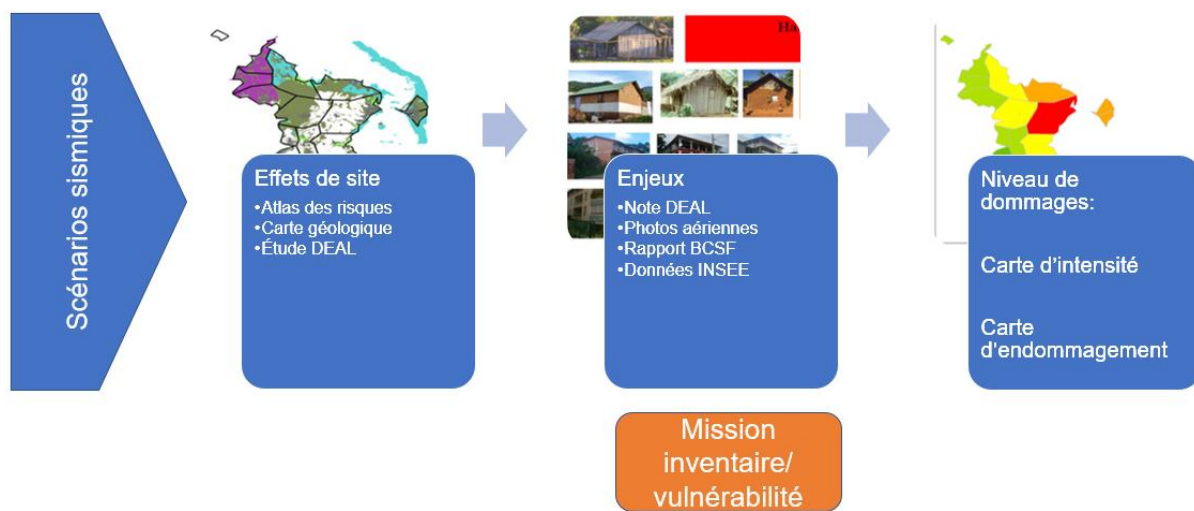 Scénarios sismiques
Effets de site
•Atlas des risques
•Carte géologique
•Étude DEAL
Enjeux
•Note DEAL
•Photos aériennes
•Rapport BCSF
•Données INSEE
Niveau de
dommages:
Carte d'intensité
Carte
d'endommagement
Mission
inventaire/
vulnérabilité